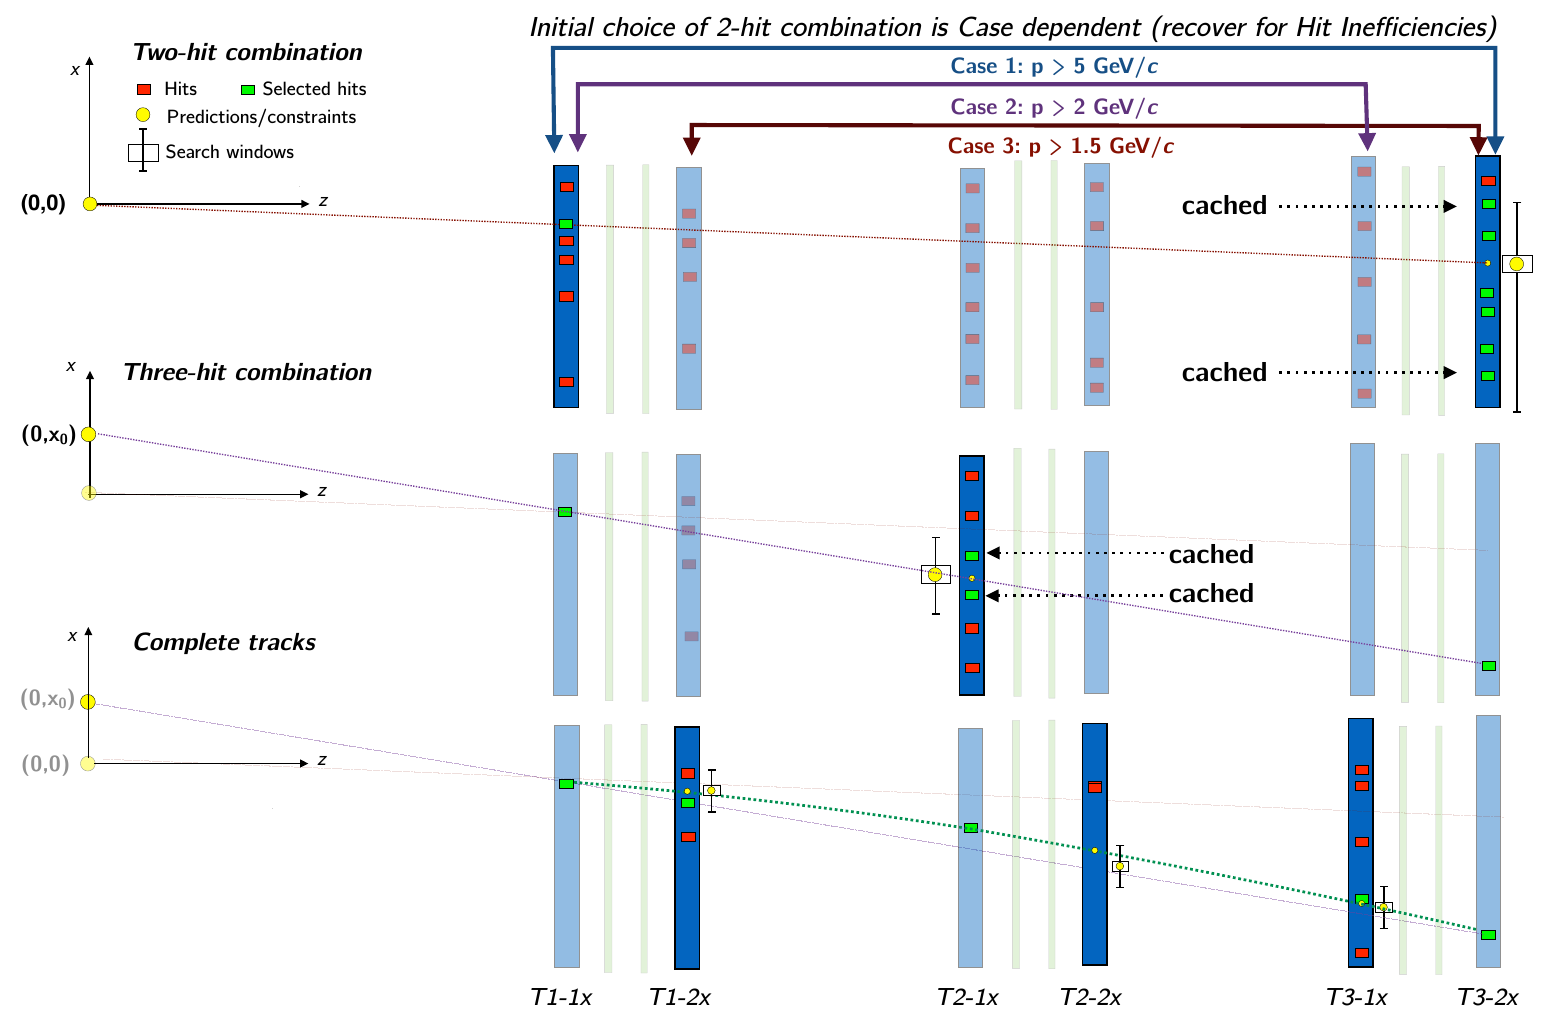 Initial choice of 2-hit combination is Case dependent (recover for Hit Inefficiencies)
Two-hit combination
x
Hits
Selected hits
Predictions/constraints
Search windows
Case 1: p > 5 GeV/c
Case 2: p > 2 GeV/c
Case 3: p > 1.5 GeV/c
(0,0)
z
cached
cached
x
Three-hit combination
(0,x₀)
z
cached
cached
x
Complete tracks
(0,x₀)
(0,0)
z
T1-1x
T1-2x
T2-1x
T2-2x
T3-1x
T3-2x